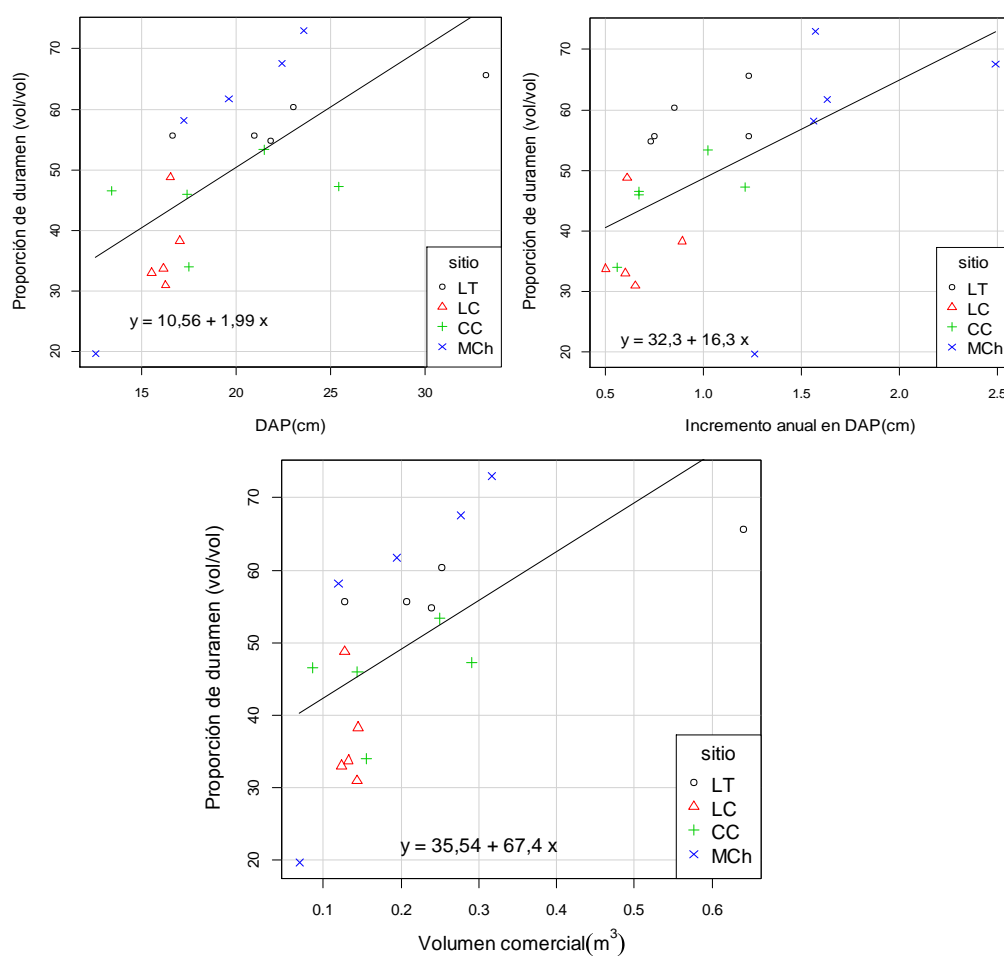 Proporción de duramen (vol/vol)
70
60
50
40
30
20
y = 10,56 + 1,99 x
sitio
LT
LC
CC
MCh
15 20 25 30
DAP(cm)
Proporción de duramen (vol/vol)
70
60
50
40
30
20
y = 32,3 + 16,3 x
sitio
LT
LC
CC
MCh
0.5 1.0 1.5 2.0 2.5
Incremento anual en DAP(cm)
Proporción de duramen (vol/vol)
70
60
50
40
30
20
y = 35,54 + 67,4 x
sitio
LT
LC
CC
MCh
0.1 0.2 0.3 0.4 0.5 0.6
Volumen comercial(m³)